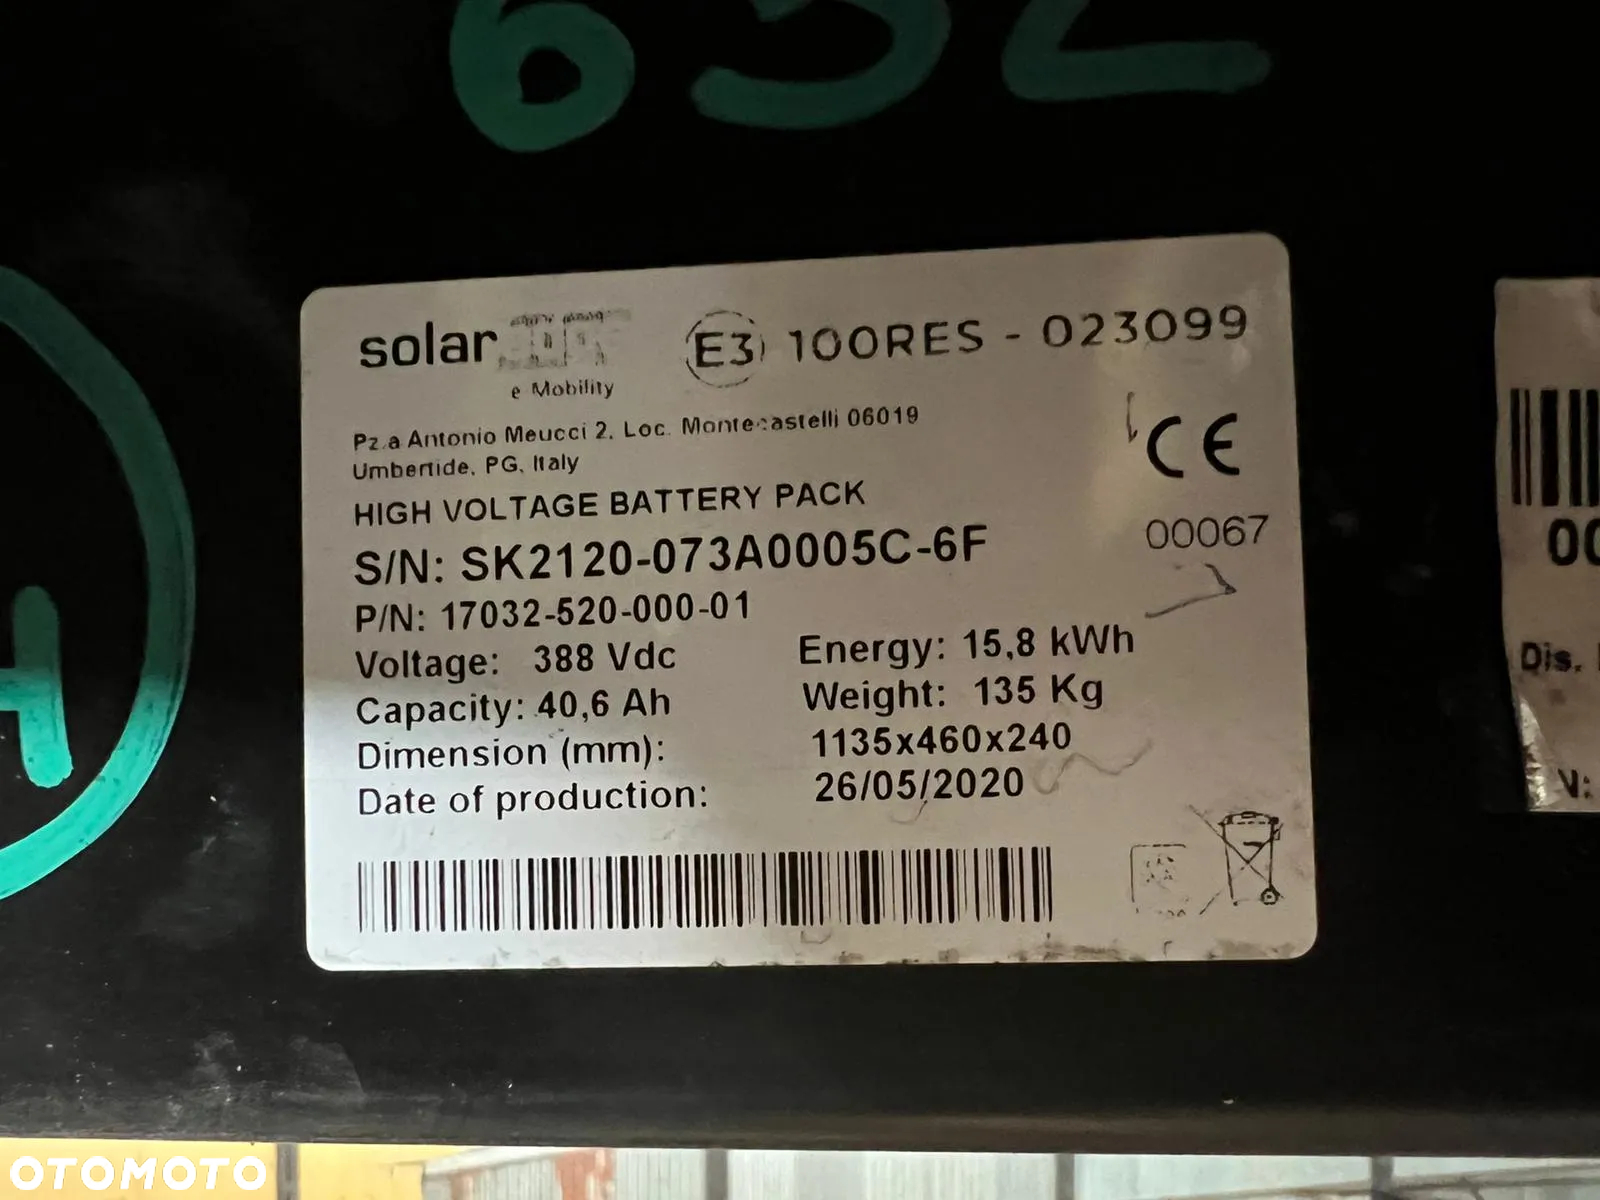 632
solar
e-Mobility
E3 100RES - 023099
Pz.a Antonio Meucci 2, Loc. Montecastelli 06019
Umbertide, PG, Italy
CE
HIGH VOLTAGE BATTERY PACK
00067
S/N: SK2120-073A0005C-6F
P/N: 17032-520-000-01
Voltage: 388 Vdc
Energy: 15,8 kWh
Capacity: 40,6 Ah
Weight: 135 Kg
Dimension (mm): 1135x460x240
Date of production: 26/05/2020
Dis.
V:
OTOMOTO